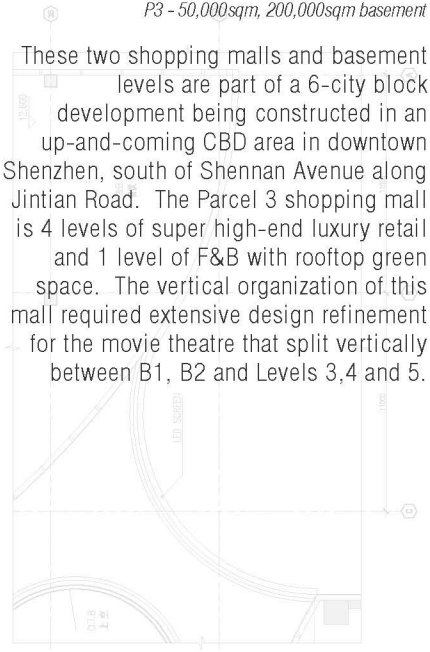 P3 - 50,000sqm, 200,000sqm basement
These two shopping malls and basement
levels are part of a 6-city block
development being constructed in an
up-and-coming CBD area in downtown
Shenzhen, south of Shennan Avenue along
Jintian Road.  The Parcel 3 shopping mall
is 4 levels of super high-end luxury retail
and 1 level of F&B with rooftop green
space.  The vertical organization of this
mall required extensive design refinement
for the movie theatre that split vertically
between B1, B2 and Levels 3,4 and 5.
LED SCREEN